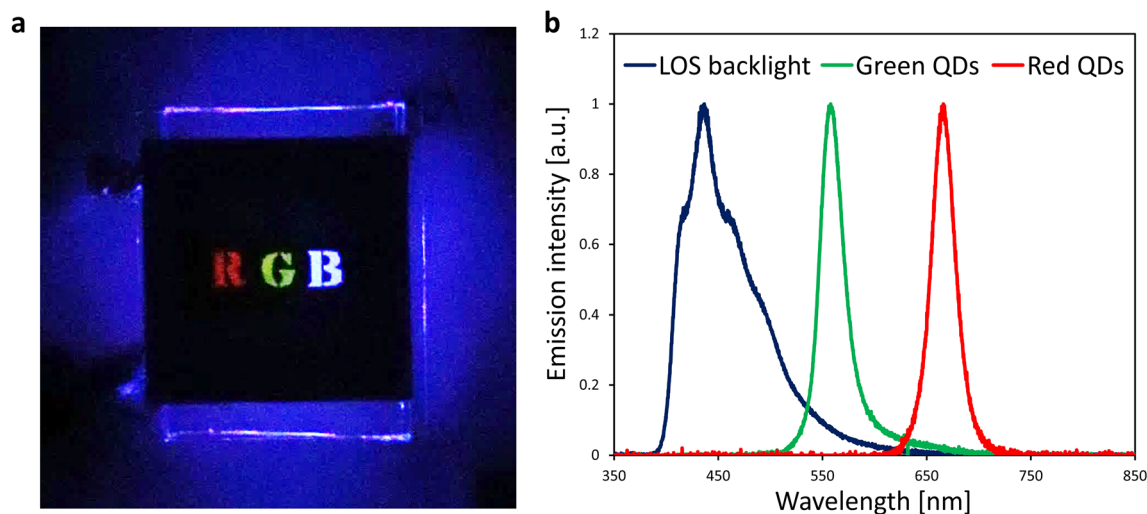 a
RGB
b
LOS backlight Green QDs Red QDs
Emission intensity [a.u.]
1.2
1
0.8
0.6
0.4
0.2
0
350 450 550 650 750 850
Wavelength [nm]